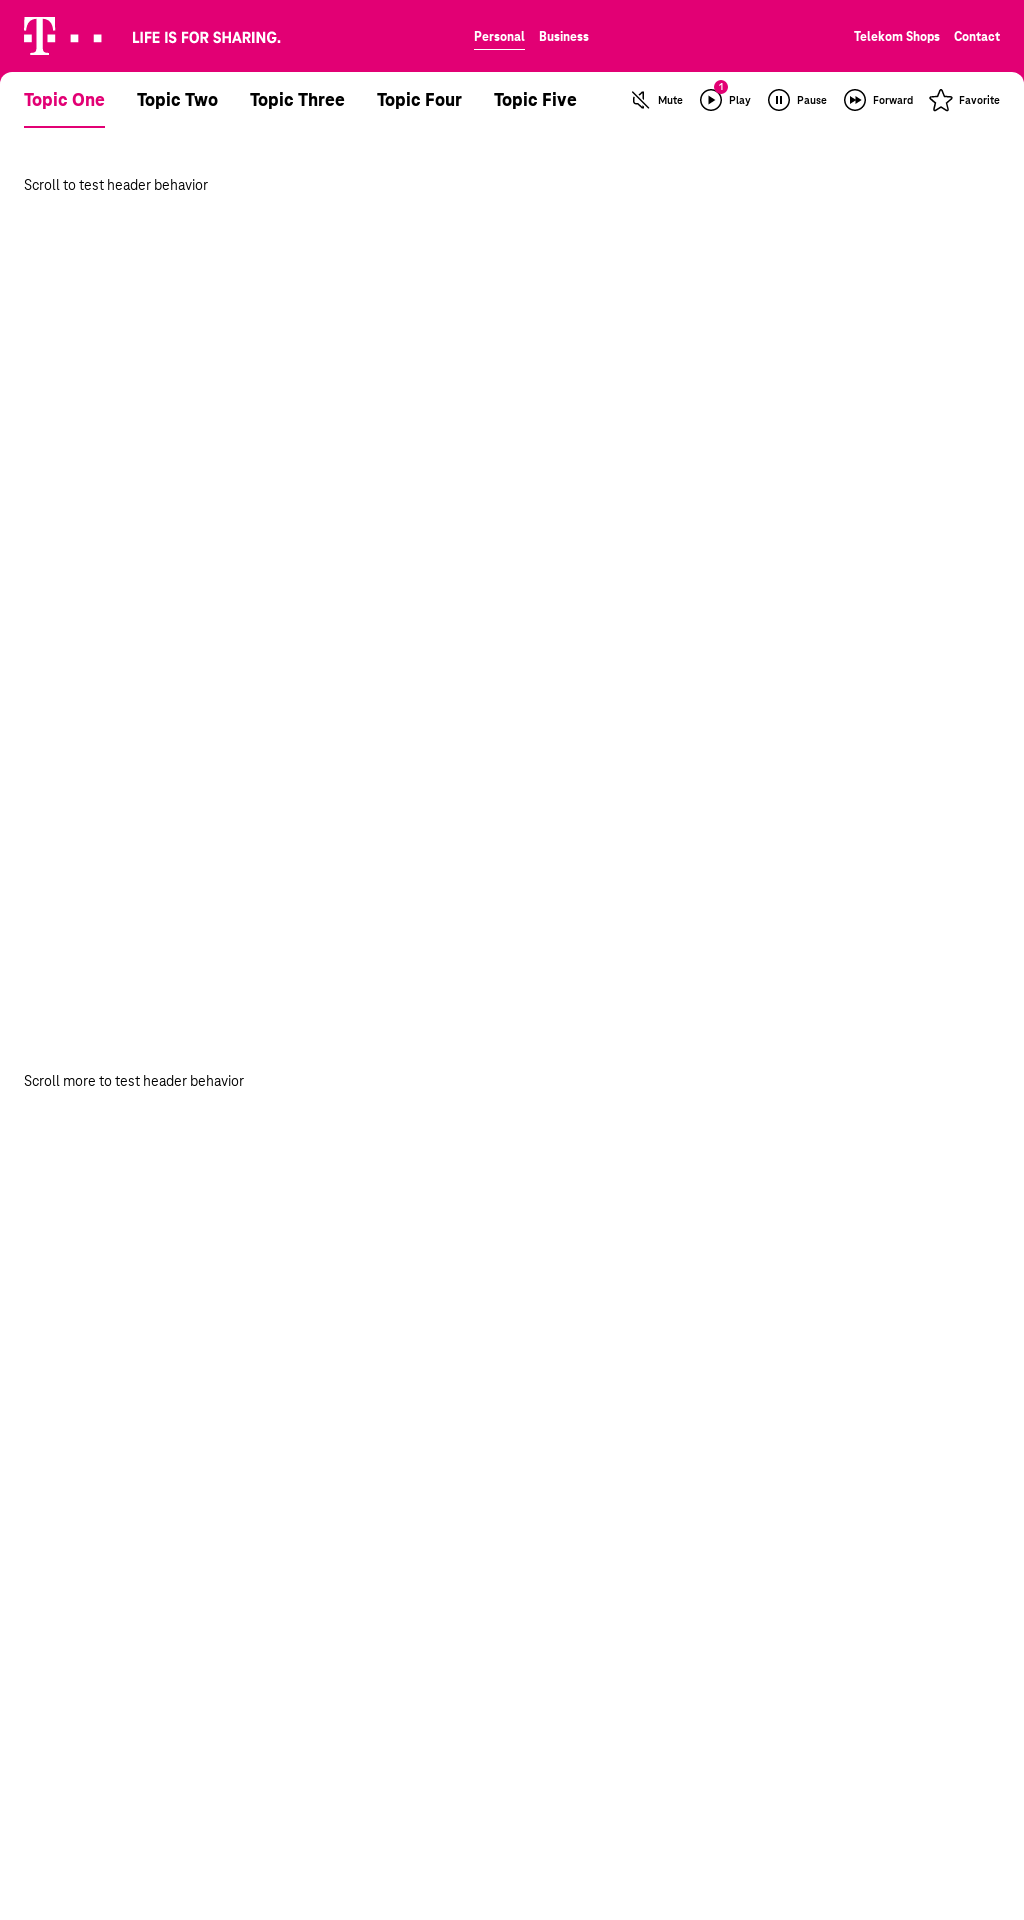 T LIFE IS FOR SHARING. Personal Business Telekom Shops Contact
Topic One Topic Two Topic Three Topic Four Topic Five Mute 1 Play Pause Forward Favorite
Scroll to test header behavior
Scroll more to test header behavior